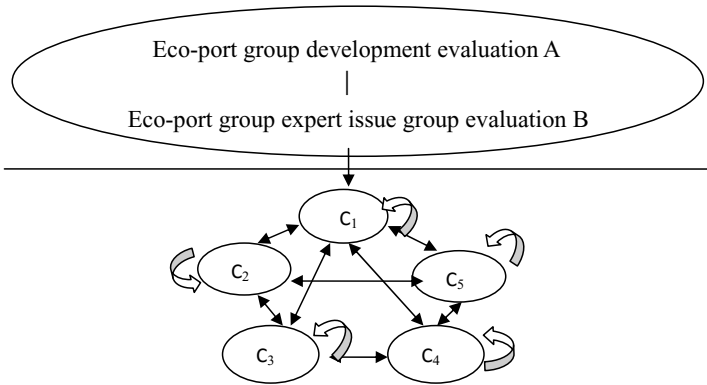 Eco-port group development evaluation A
|
Eco-port group expert issue group evaluation B
C₁
C₂
C₅
C₃
C₄